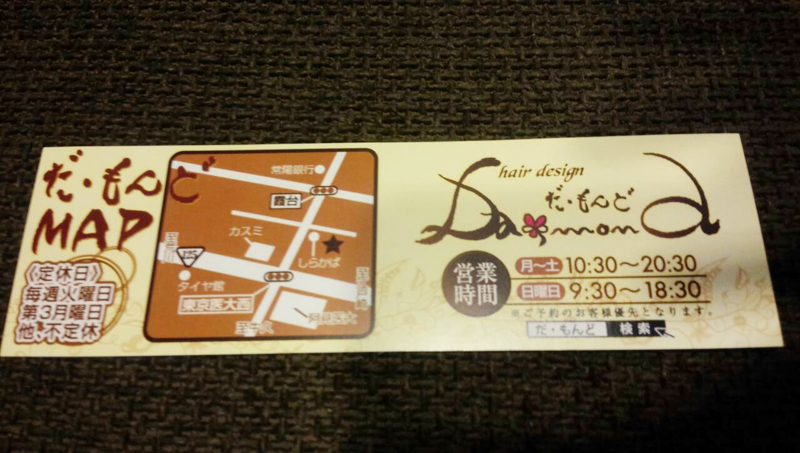 だ・もんど
MAP
《定休日》
毎週火曜日
第3月曜日
他、不定休
常陽銀行
霞台
カスミ
しらかば
125
タイヤ館
東京医大西
hair design
だ・もんど
Da mond
営業
時間
月〜土 10:30〜20:30
日曜日 9:30〜18:30
※ご予約のお客様優先となります。
だ・もんど 検索